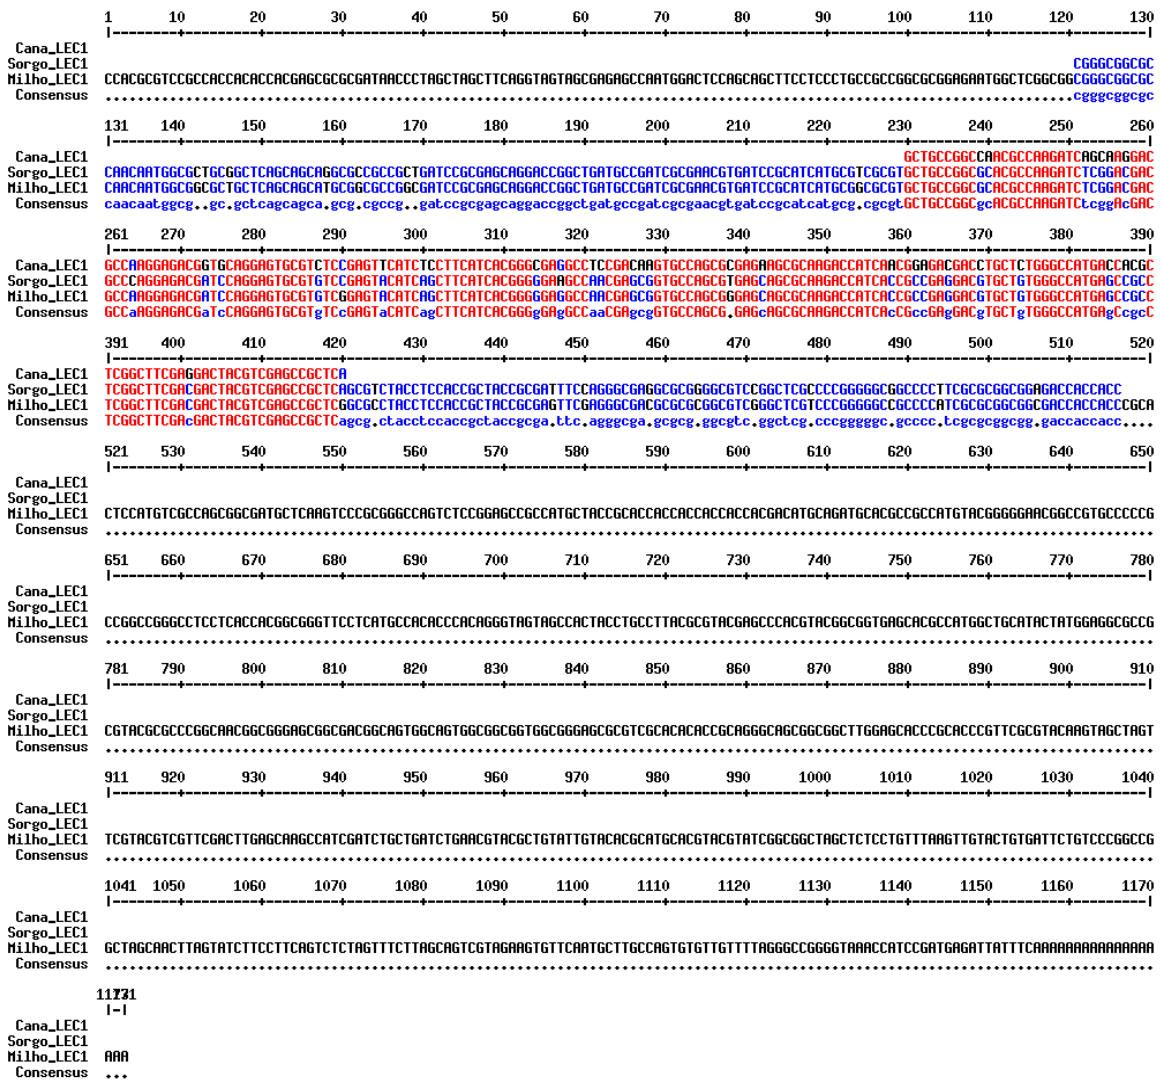 1 10 20 30 40 50 60 70 80 90 100 110 120 130
|--------+---------+---------+---------+---------+---------+---------+---------+---------+---------+---------+---------+---------|
Cana_LEC1
Sorgo_LEC1 CGGGCGGCGC
Milho_LEC1 CCACGCGTCCGCCACCACACCACGAGCGCGCGATAACCCTAGCTAGCTTCAGGTAGTAGCGAGAGCCAATGGACTCCAGCAGCTTCCTCCCTGCCGCCGGCGCGGAGAATGGCTCGGCGGCGGGCGGCGC
Consensus ........................................................................................................................cgggcggcgc
131 140 150 160 170 180 190 200 210 220 230 240 250 260
|--------+---------+---------+---------+---------+---------+---------+---------+---------+---------+---------+---------+---------|
Cana_LEC1 GCTGCCGGCCAACGCCAAGATCAGCAAGGAC
Sorgo_LEC1 CAACAATGGCGCTGCGGCTCAGCAGCAGGCGCCGCCGCTGATCCGCGAGCAGGACCGGCTGATGCCGATCGCGAACGTGATCCGCATCATGCGTCGCGTGCTGCCGGCGCACGCCAAGATCTCGGACGAC
Milho_LEC1 CAACAATGGCGGCGCTGCTCAGCAGCATGCGGCGCCGGCGATCCGCGAGCAGGACCGGCTGATGCCGATCGCGAACGTGATCCGCATCATGCGGCGCGTGCTGCCGGCGCACGCCAAGATCTCGGACGAC
Consensus caacaatggcg..gc.gctcagcagca.gcg.cgccg..gatccgcgagcaggaccggctgatgccgatcgcgaacgtgatccgcatcatgcg.cgcgtGCTGCCGGCgcACGCCAAGATCtcggAcGAC
261 270 280 290 300 310 320 330 340 350 360 370 380 390
|--------+---------+---------+---------+---------+---------+---------+---------+---------+---------+---------+---------+---------|
Cana_LEC1 GCCAAGGAGACGGTGCAGGAGTGCGTCTCCGAGTTCATCTCCTTCATCACGGGCGAGGCCTCCGACAAGTGCCAGCGCGAGAAGCGCAAGACCATCAACGGAGACGACCTGCTCTGGGCCATGACCACGC
Sorgo_LEC1 GCCCAGGAGACGATCCAGGAGTGCGTGTCCGAGTACATCAGCTTCATCACGGGGGAAGCCAACGAGCGGTGCCAGCGTGAGCAGCGCAAGACCATCACCGCCGAGGACGTGCTGTGGGCCATGAGCCGCC
Milho_LEC1 GCCAAGGAGACGATCCAGGAGTGCGTGTCGGAGTACATCAGCTTCATCACGGGGGAGGCCAACGAGCGGTGCCAGCGGGAGCAGCGCAAGACCATCACCGCCGAGGACGTGCTGTGGGCCATGAGCCGCC
Consensus GCCaAGGAGACGaTcCAGGAGTGCGTgTCcGAGTaCATCagCTTCATCACGGGgGAgGCCaaCGAgcgGTGCCAGCG.GAGcAGCGCAAGACCATCAcCGccGAgGACgTGCTgTGGGCCATGAgCCgcC
391 400 410 420 430 440 450 460 470 480 490 500 510 520
|--------+---------+---------+---------+---------+---------+---------+---------+---------+---------+---------+---------+---------|
Cana_LEC1 TCGGCTTCGAGGACTACGTCGAGCCGCTCA
Sorgo_LEC1 TCGGCTTCGACGACTACGTCGAGCCGCTCAGCGTCTACCTCCACCGCTACCGCGATTTCCAGGGCGAGGCGCGGGGCGTCCGGCTCGCCCCGGGGGCGGCCCCTTCGCGCGGCGGAGACCACCACC
Milho_LEC1 TCGGCTTCGACGACTACGTCGAGCCGCTCGGCGCCTACCTCCACCGCTACCGCGAGTTCGAGGGCGACGCGCGCGGCGTCGGGCTCGTCCCGGGGGCCGCCCCATCGCGCGGCGGCGACCACCACCCGCA
Consensus TCGGCTTCGAcGACTACGTCGAGCCGCTCagcg.ctacctccaccgctaccgcga.ttc.agggcga.gcgcg.ggcgtc.ggctcg.cccgggggc.gcccc.tcgcgcggcgg.gaccaccacc....
521 530 540 550 560 570 580 590 600 610 620 630 640 650
|--------+---------+---------+---------+---------+---------+---------+---------+---------+---------+---------+---------+---------|
Cana_LEC1
Sorgo_LEC1
Milho_LEC1 CTCCATGTCGCCAGCGGCGATGCTCAAGTCCCGCGGGCCAGTCTCCGGAGCCGCCATGCTACCGCACCACCACCACCACCACGACATGCAGATGCACGCCGCCATGTACGGGGGAACGGCCGTGCCCCCG
Consensus ..................................................................................................................................
651 660 670 680 690 700 710 720 730 740 750 760 770 780
|--------+---------+---------+---------+---------+---------+---------+---------+---------+---------+---------+---------+---------|
Cana_LEC1
Sorgo_LEC1
Milho_LEC1 CCGGCCGGGCCTCCTCACCACGGCGGGTTCCTCATGCCACACCCACAGGGTAGTAGCCACTACCTGCCTTACGCGTACGAGCCCACGTACGGCGGTGAGCACGCCATGGCTGCATACTATGGAGGCGCCG
Consensus ..................................................................................................................................
781 790 800 810 820 830 840 850 860 870 880 890 900 910
|--------+---------+---------+---------+---------+---------+---------+---------+---------+---------+---------+---------+---------|
Cana_LEC1
Sorgo_LEC1
Milho_LEC1 CGTACGCGCCCGGCAACGGCGGGAGCGGCGACGGCAGTGGCAGTGGCGGCGGTGGCGGGAGCGCGTCGCACACACCGCAGGGCAGCGGCGGCTTGGAGCACCCGCACCCGTTCGCGTACAAGTAGCTAGT
Consensus ..................................................................................................................................
911 920 930 940 950 960 970 980 990 1000 1010 1020 1030 1040
|--------+---------+---------+---------+---------+---------+---------+---------+---------+---------+---------+---------+---------|
Cana_LEC1
Sorgo_LEC1
Milho_LEC1 TCGTACGTCGTTCGACTTGAGCAAGCCATCGATCTGCTGATCTGAACGTACGCTGTATTGTACACGCATGCACGTACGTATCGGCGGCTAGCTCTCCTGTTTAAGTTGTACTGTGATTCTGTCCCGGCCG
Consensus ..................................................................................................................................
1041 1050 1060 1070 1080 1090 1100 1110 1120 1130 1140 1150 1160 1170
|--------+---------+---------+---------+---------+---------+---------+---------+---------+---------+---------+---------+---------|
Cana_LEC1
Sorgo_LEC1
Milho_LEC1 GCTAGCAACTTAGTATCTTCCTTCAGTCTCTAGTTTCTTAGCAGTCGTAGAAGTGTTCAATGCTTGCCAGTGTGTTGTTTTAGGGCCGGGGTAAACCATCCGATGAGATTATTTCAAAAAAAAAAAAAAA
Consensus ..................................................................................................................................
|-|
Cana_LEC1
Sorgo_LEC1
Milho_LEC1 AAA
Consensus ...